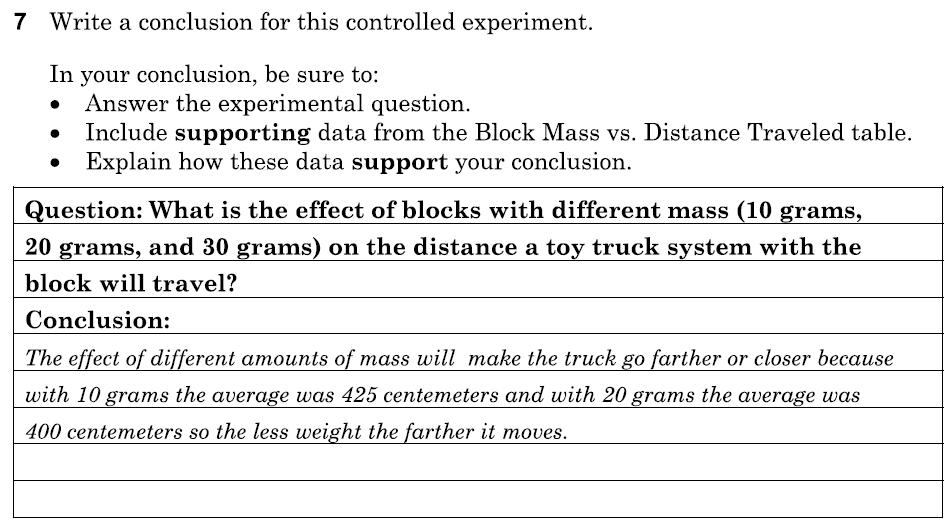 7 Write a conclusion for this controlled experiment.
In your conclusion, be sure to:
• Answer the experimental question.
• Include supporting data from the Block Mass vs. Distance Traveled table.
• Explain how these data support your conclusion.
Question: What is the effect of blocks with different mass (10 grams,
20 grams, and 30 grams) on the distance a toy truck system with the
block will travel?
Conclusion:
The effect of different amounts of mass will make the truck go farther or closer because
with 10 grams the average was 425 centemeters and with 20 grams the average was
400 centemeters so the less weight the farther it moves.